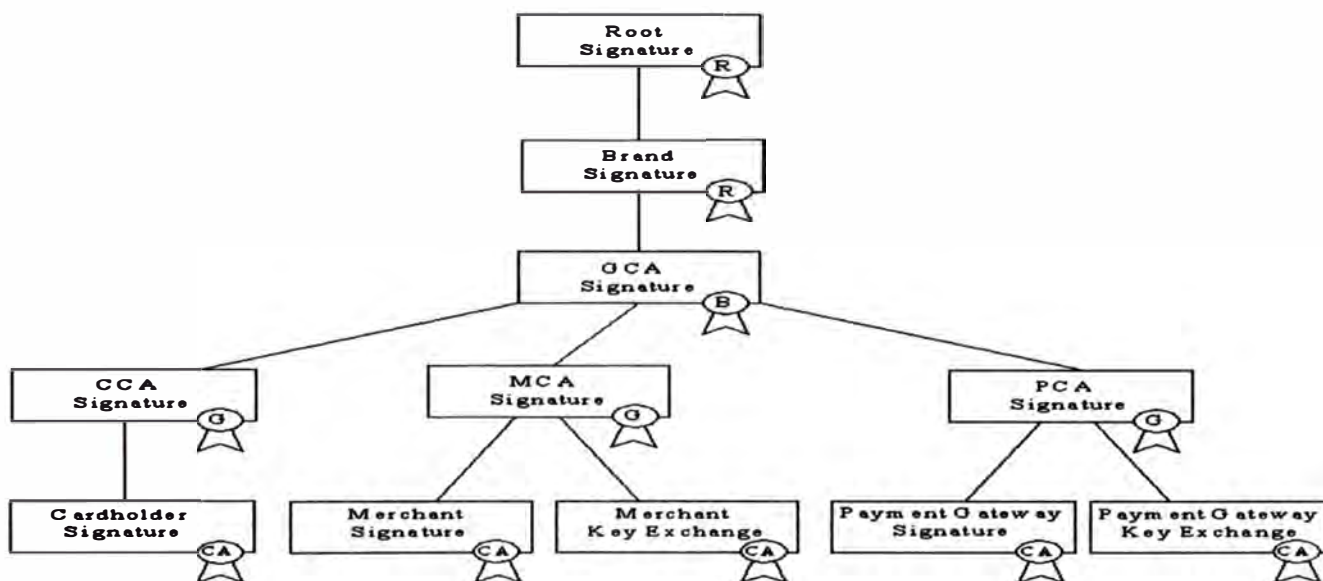 Root
Signature
R
Brand
Signature
R
GCA
Signature
B
CCA
Signature
G
MCA
Signature
G
PCA
Signature
G
Cardholder
Signature
CA
Merchant
Signature
CA
Merchant
Key Exchange
CA
Payment Gateway
Signature
CA
Payment Gateway
Key Exchange
CA